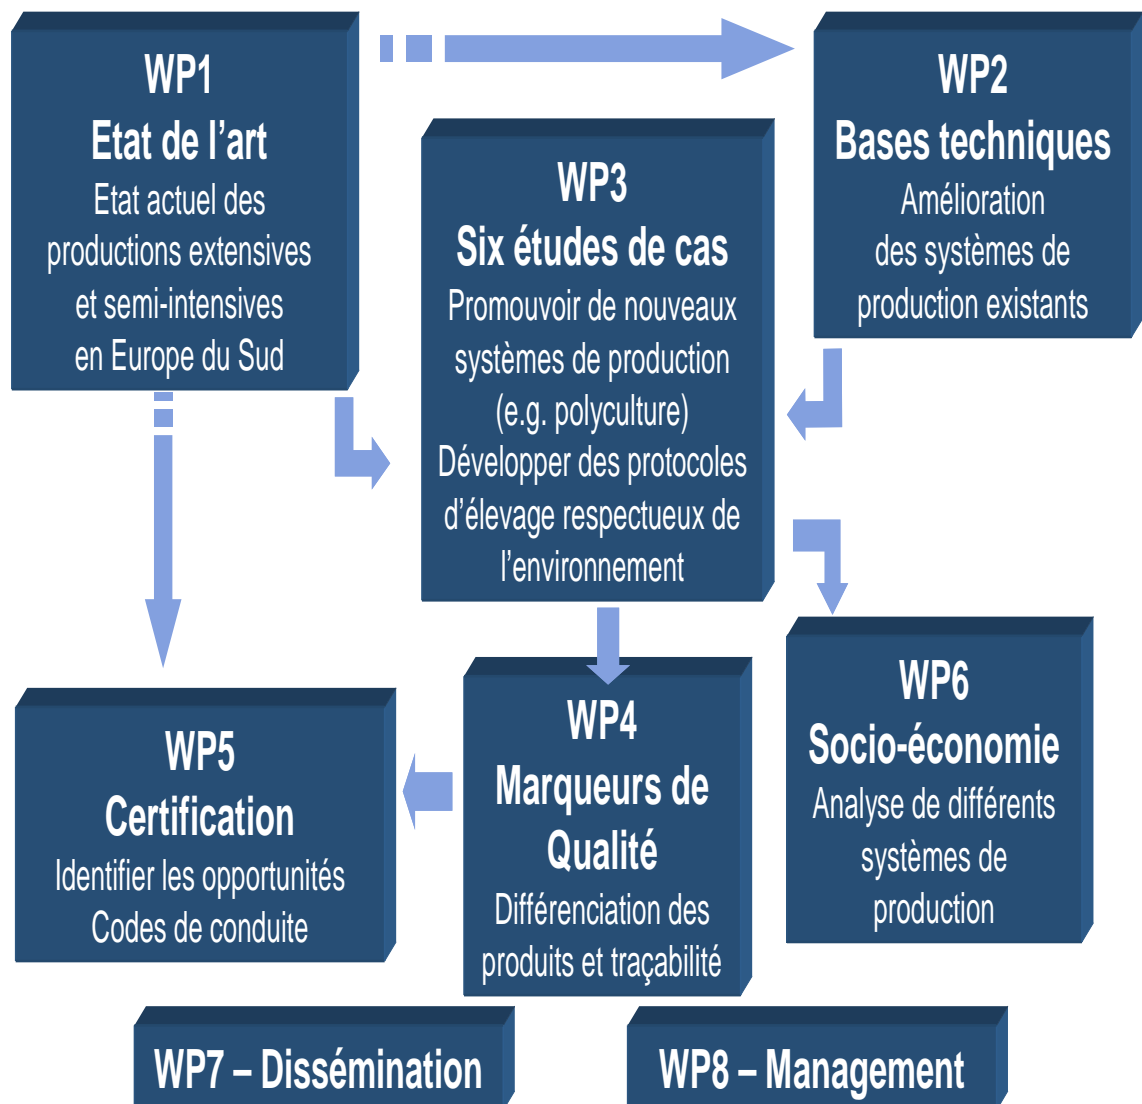 WP1
Etat de l’art
Etat actuel des
productions extensives
et semi-intensives
en Europe du Sud
WP2
Bases techniques
Amélioration
des systèmes de
production existants
WP3
Six études de cas
Promouvoir de nouveaux
systèmes de production
(e.g. polyculture)
Développer des protocoles
d’élevage respectueux de
l’environnement
WP5
Certification
Identifier les opportunités
Codes de conduite
WP4
Marqueurs de
Qualité
Différenciation des
produits et traçabilité
WP6
Socio-économie
Analyse de différents
systèmes de
production
WP7 – Dissémination
WP8 – Management